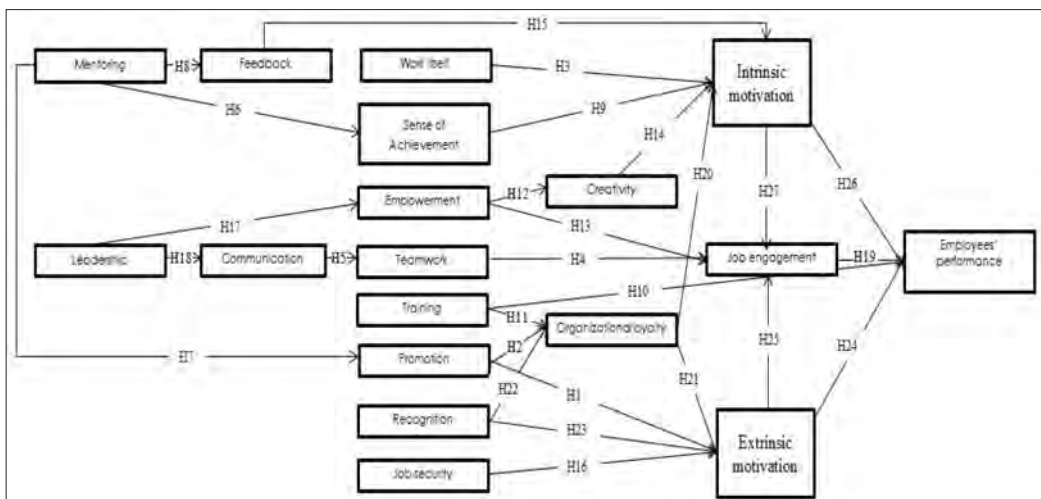 H15
Mentoring
H8
Feedback
Work itself
H3
Intrinsic
motivation
H6
Sense of
Achievement
H9
H14
H20
H27
H26
Empowerment
H12
Creativity
H17
H13
Leadership
H18
Communication
H5
Teamwork
H4
Job engagement
H19
Employees'
performance
Training
H10
H11
Organizational loyalty
H7
Promotion
H2
H1
H22
H21
H25
H24
Recognition
H23
Extrinsic
motivation
Job security
H16